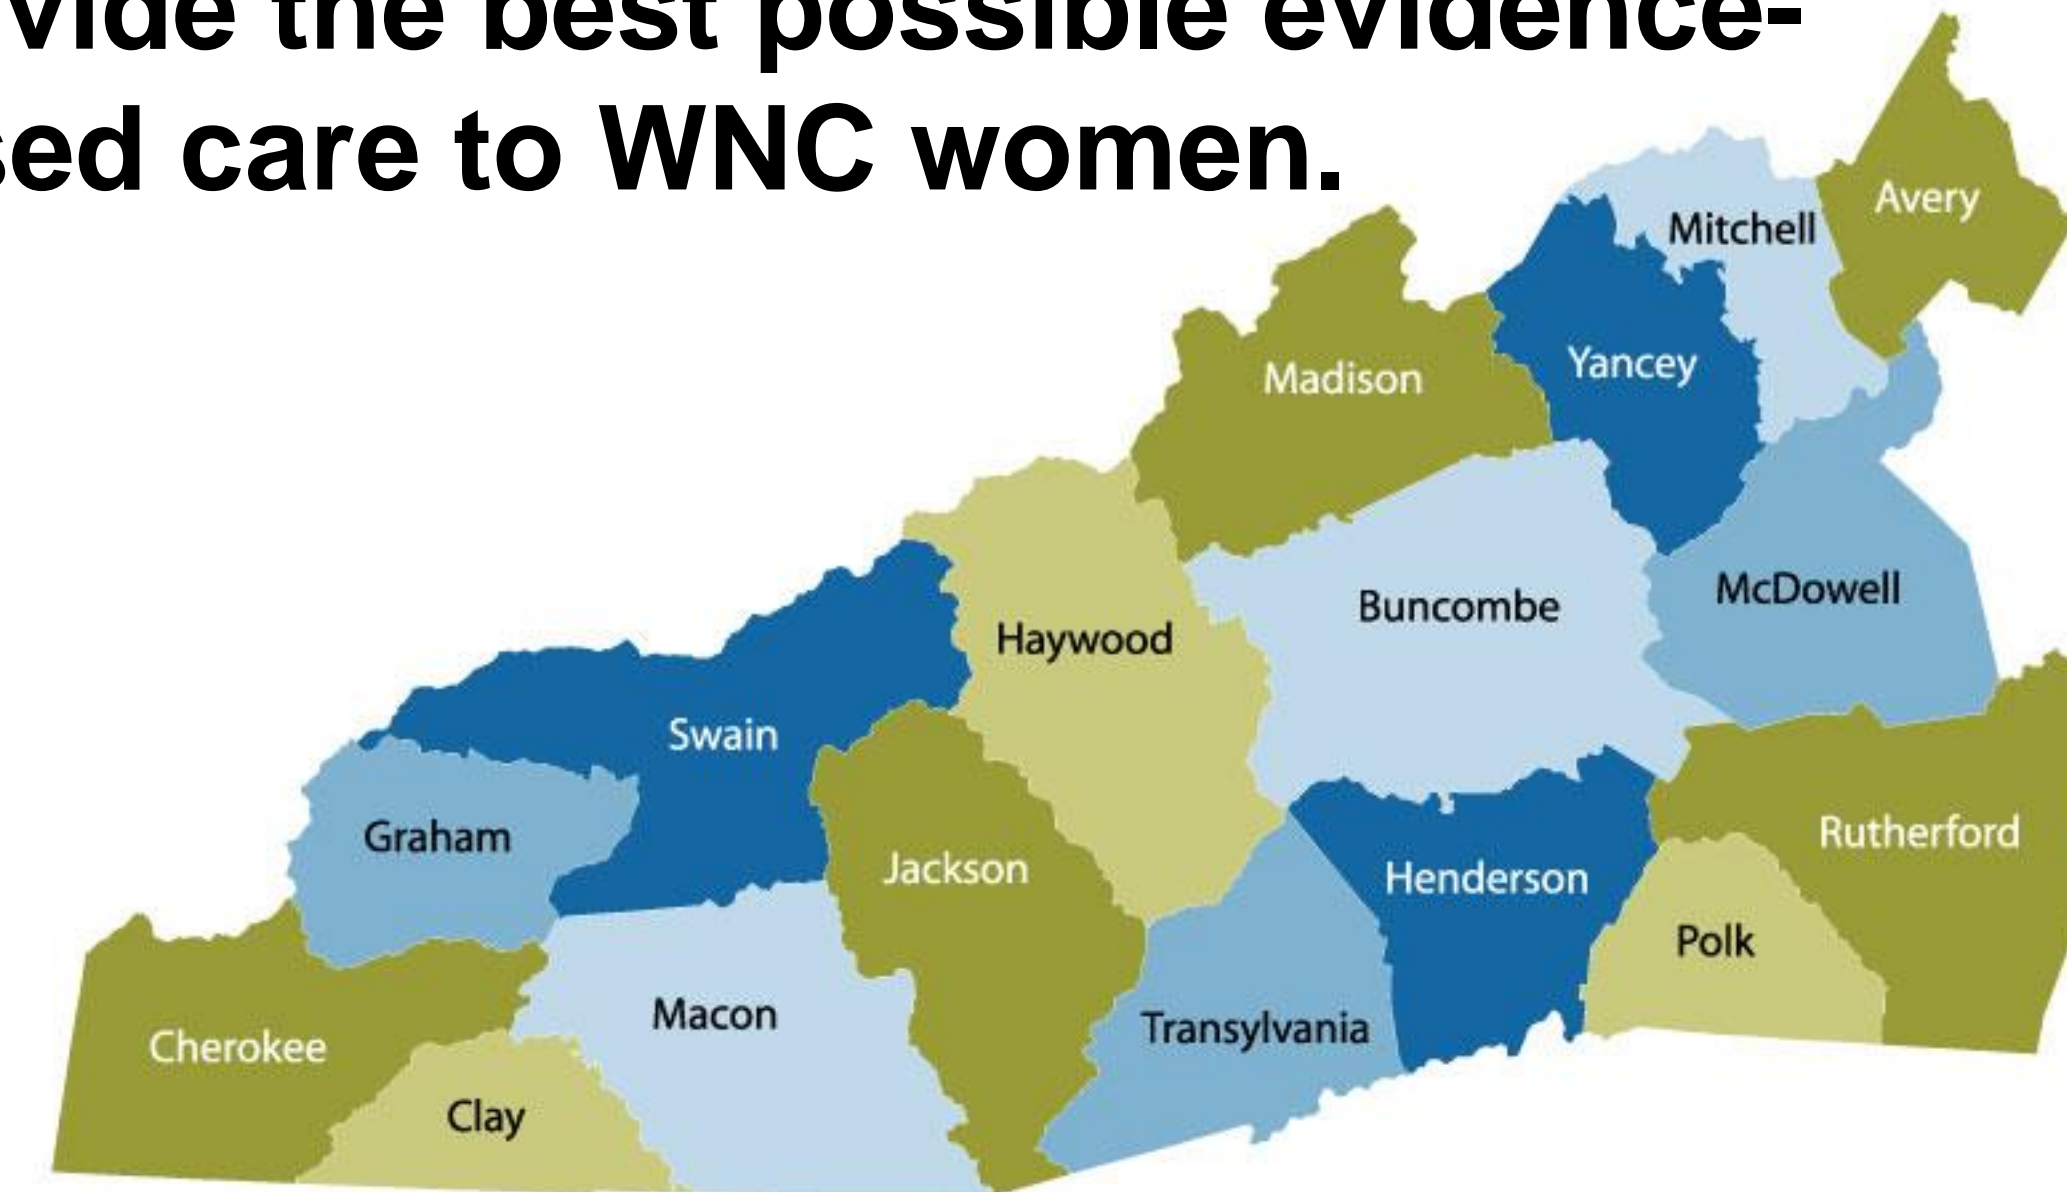 vide the best possible evidence-
sed care to WNC women.
Avery
Mitchell
Yancey
Madison
McDowell
Buncombe
Haywood
Swain
Rutherford
Graham
Jackson
Henderson
Polk
Macon
Transylvania
Cherokee
Clay